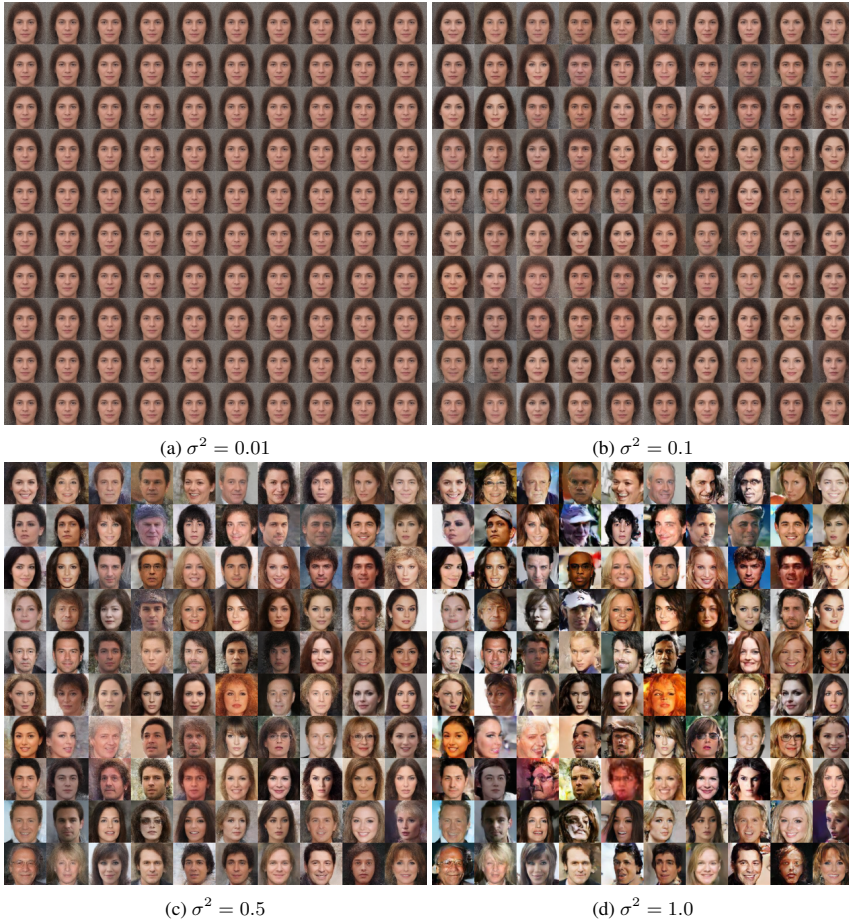 (a) σ² = 0.01
(b) σ² = 0.1
(c) σ² = 0.5
(d) σ² = 1.0